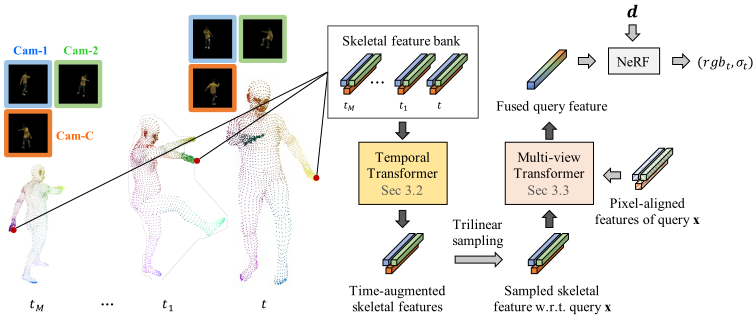 Cam-1 Cam-2
Cam-C
t_M ... t_1 t
Skeletal feature bank
...
t_M t_1 t
Temporal
Transformer
Sec 3.2
Time-augmented
skeletal features
Trilinear
sampling
Sampled skeletal
feature w.r.t. query x
Multi-view
Transformer
Sec 3.3
Pixel-aligned
features of query x
Fused query
feature
d
NeRF
(rgb_t, σ_t)